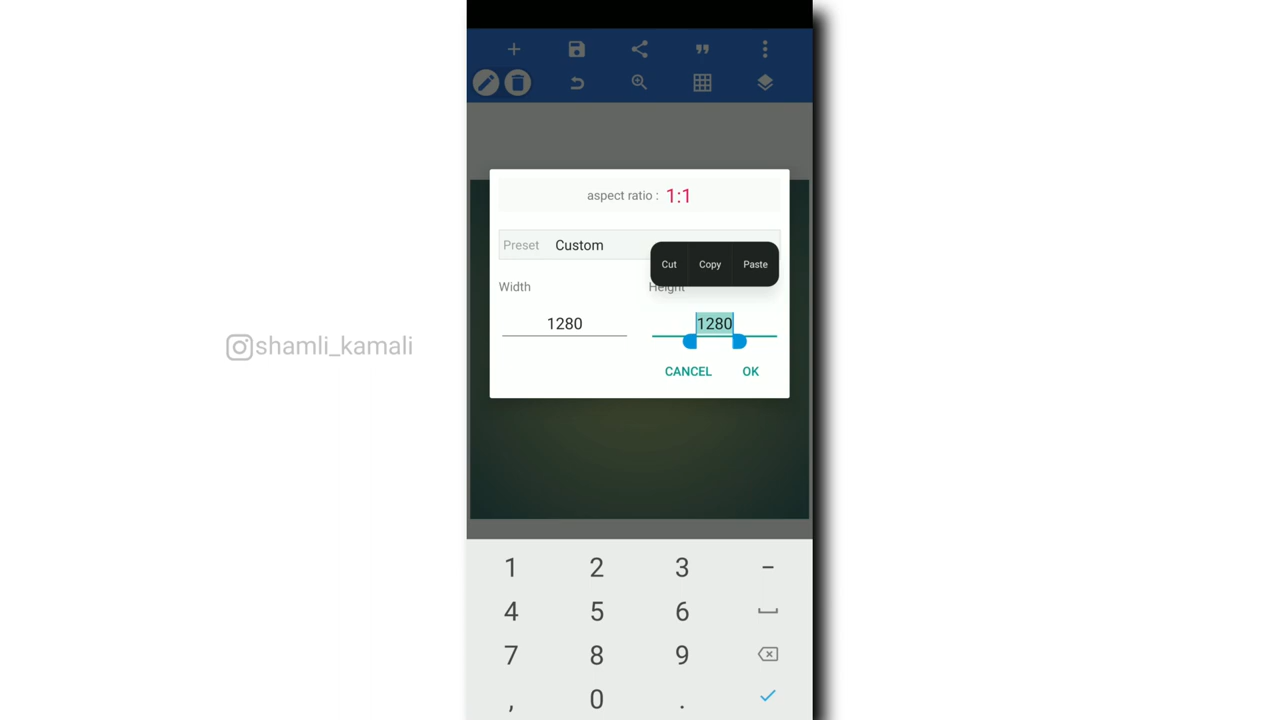 aspect ratio : 1:1
Preset Custom
Cut Copy Paste
Width Height
1280 1280
CANCEL OK
shamli_kamali
1 2 3 -
4 5 6
7 8 9
, 0 .